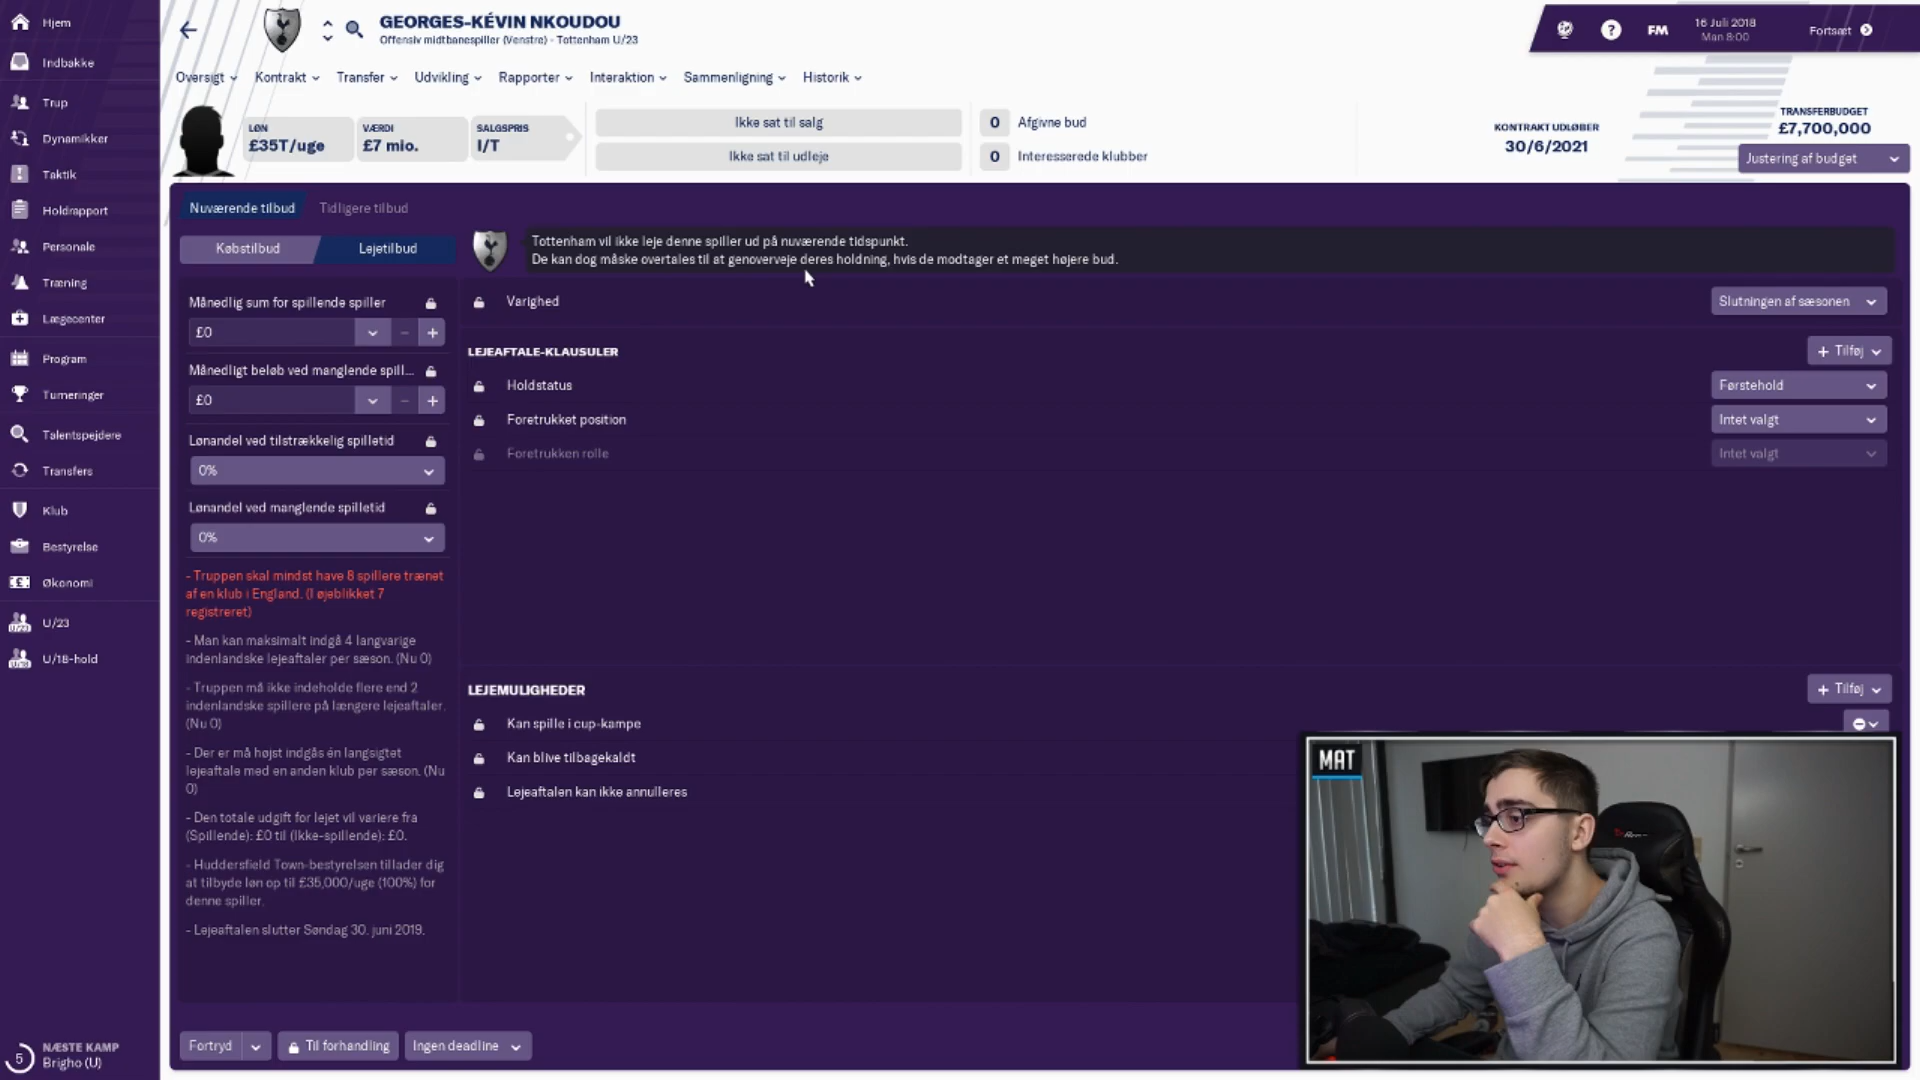 Hjem
Indbakke
Trup
Dynamikker
Taktik
Holdrapport
Personale
Træning
Lægecenter
Program
Turneringer
Talentspejdere
Transfers
Klub
Bestyrelse
Økonomi
U/23
U/18-hold
5
NÆSTE KAMP
Brigho (U)
GEORGES-KÉVIN NKOUDOU
Offensiv midtbanespiller (Venstre) - Tottenham U/23
? FM
16 Juli 2018
Man 8:00
Fortsæt
Oversigt Kontrakt Transfer Udvikling Rapporter Interaktion Sammenligning Historik
LØN
£35T/uge
VÆRDI
£7 mio.
SALGSPRIS
I/T
Ikke sat til salg
Ikke sat til udleje
0 Afgivne bud
0 Interesserede klubber
KONTRAKT UDLØBER
30/6/2021
TRANSFERBUDGET
£7,700,000
Justering af budget
Nuværende tilbud Tidligere tilbud
Købstilbud Lejetilbud
Tottenham vil ikke leje denne spiller ud på nuværende tidspunkt.
De kan dog måske overtales til at genoverveje deres holdning, hvis de modtager et meget højere bud.
Månedlig sum for spillende spiller
£0
Månedligt beløb ved manglende spill...
£0
Lønandel ved tilstrækkelig spilletid
0%
Lønandel ved manglende spilletid
0%
- Truppen skal mindst have 8 spillere trænet
af en klub i England. (I øjeblikket 7
registreret)
- Man kan maksimalt indgå 4 langvarige
indenlandske lejeaftaler per sæson. (Nu 0)
- Truppen må ikke indeholde flere end 2
indenlandske spillere på længere lejeaftaler.
(Nu 0)
- Der er må højst indgås én langsigtet
lejeaftale med en anden klub per sæson. (Nu
0)
- Den totale udgift for lejet vil variere fra
(Spillende): £0 til (Ikke-spillende): £0.
- Huddersfield Town-bestyrelsen tillader dig
at tilbyde løn op til £35,000/uge (100%) for
denne spiller.
- Lejeaftalen slutter Søndag 30. juni 2019.
Varighed Slutningen af sæsonen
LEJEAFTALE-KLAUSULER + Tilføj
Holdstatus Førstehold
Foretrukket position Intet valgt
Foretrukken rolle Intet valgt
LEJEMULIGHEDER + Tilføj
Kan spille i cup-kampe
Kan blive tilbagekaldt
Lejeaftalen kan ikke annulleres
MAT
Fortryd Til forhandling Ingen deadline